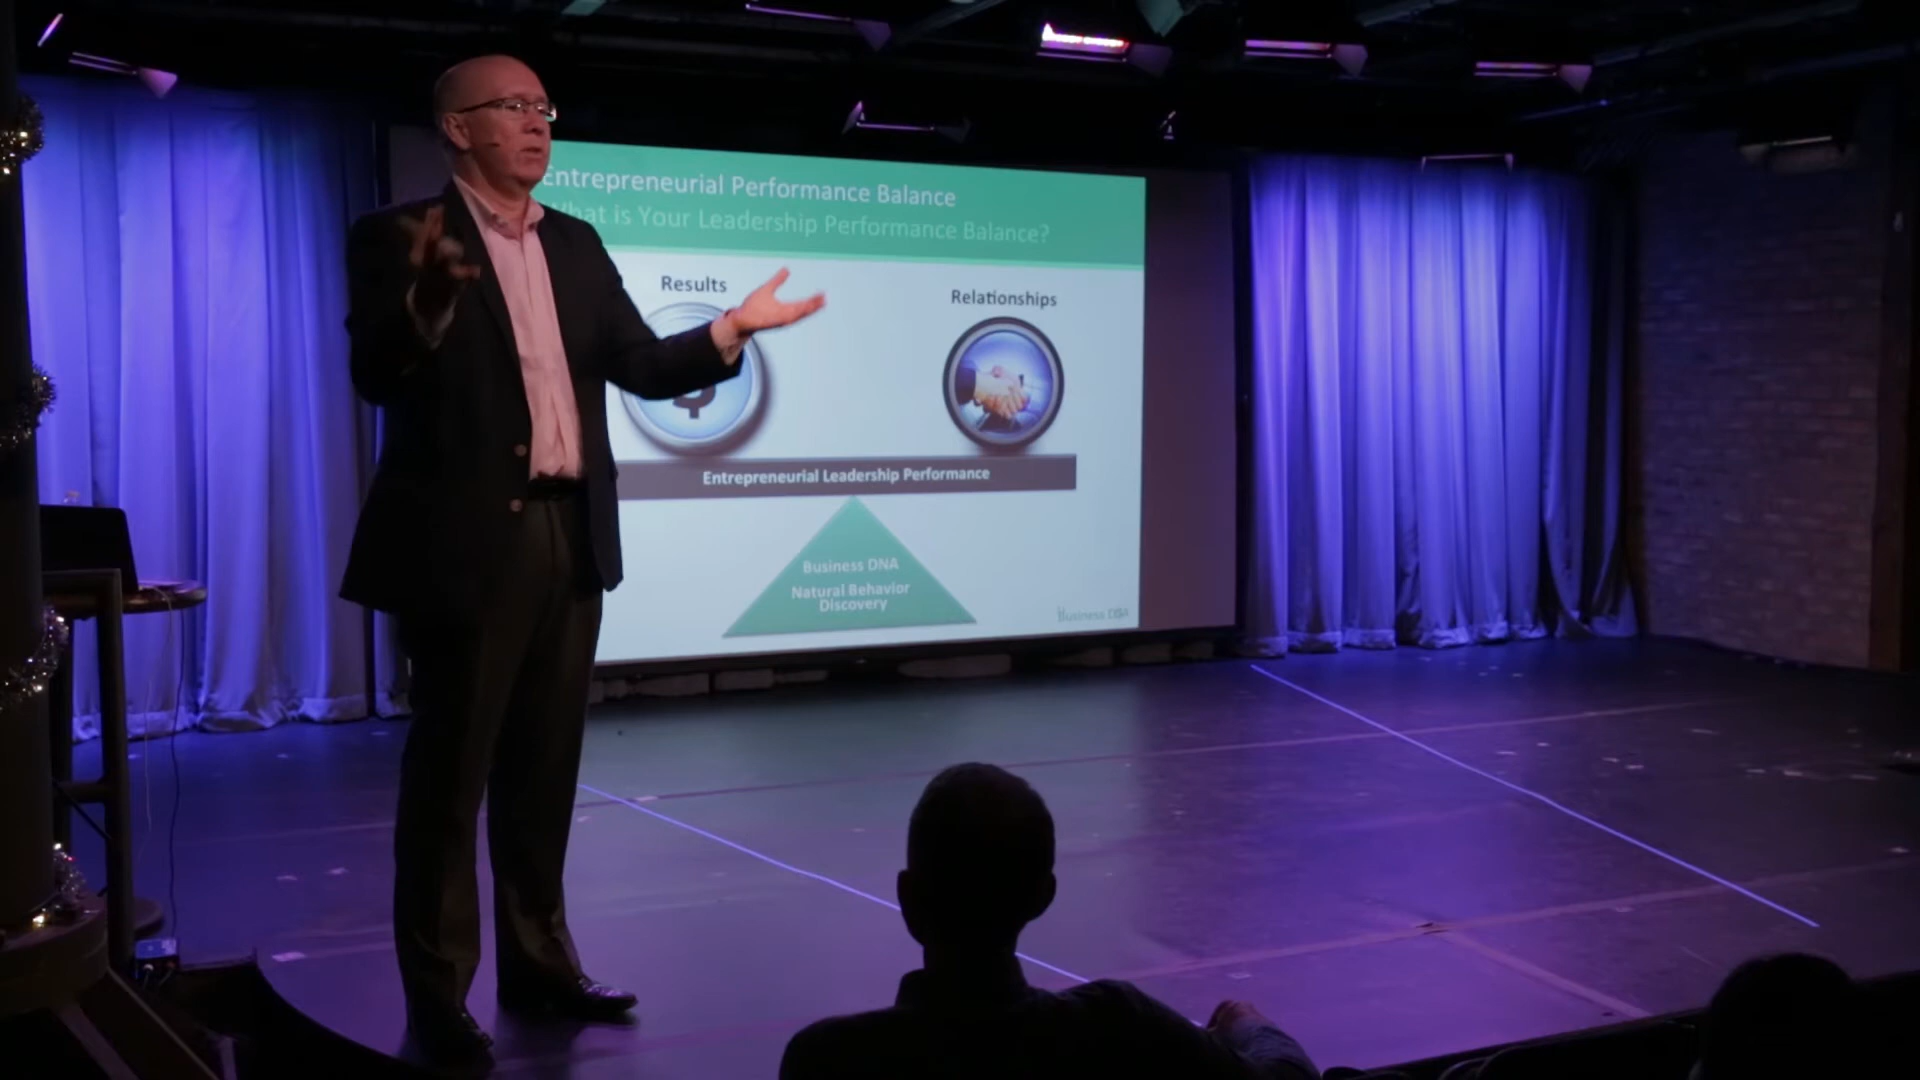 Entrepreneurial Performance Balance
What is Your Leadership Performance Balance?
Results
Relationships
$
Entrepreneurial Leadership Performance
Business DNA
Natural Behavior
Discovery
Business DNA